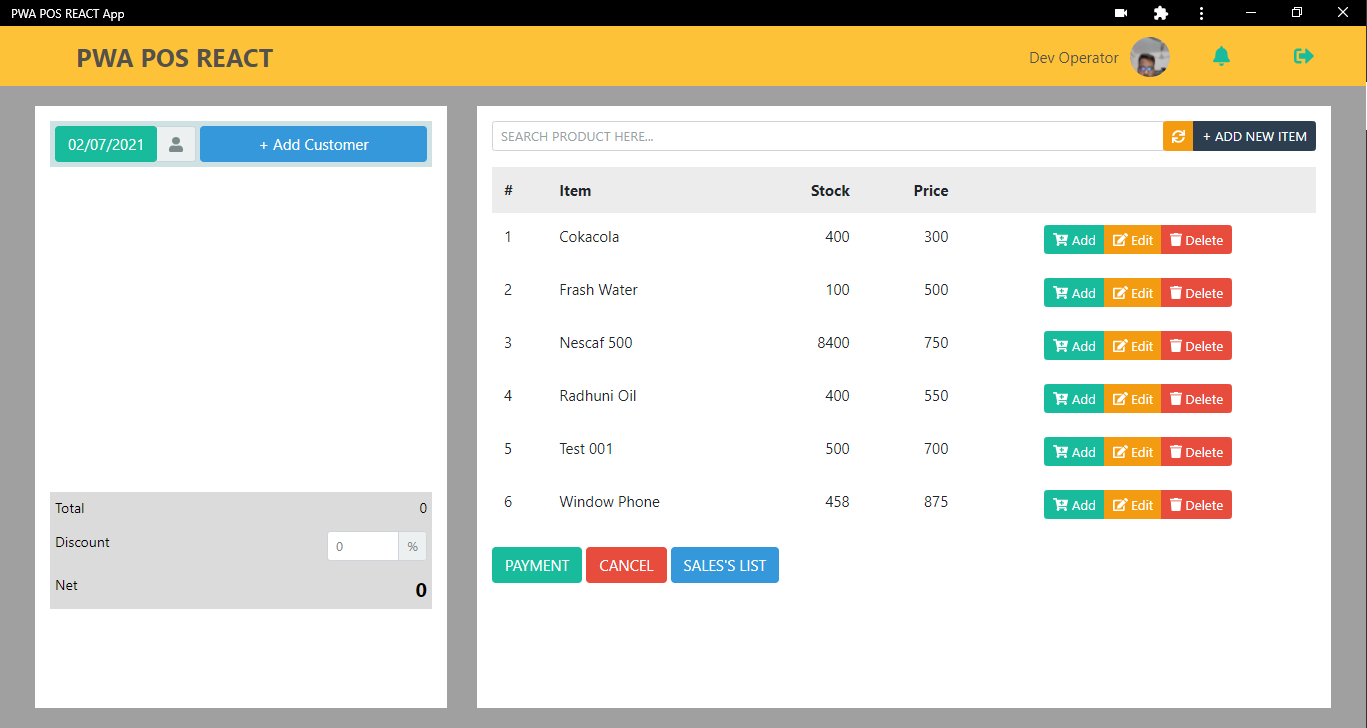 PWA POS REACT App
PWA POS REACT
Dev Operator
02/07/2021
+ Add Customer
Total 0
Discount 0 %
Net 0
SEARCH PRODUCT HERE...
+ ADD NEW ITEM
# Item Stock Price
1 Cokacola 400 300 Add Edit Delete
2 Frash Water 100 500 Add Edit Delete
3 Nescaf 500 8400 750 Add Edit Delete
4 Radhuni Oil 400 550 Add Edit Delete
5 Test 001 500 700 Add Edit Delete
6 Window Phone 458 875 Add Edit Delete
PAYMENT CANCEL SALES'S LIST